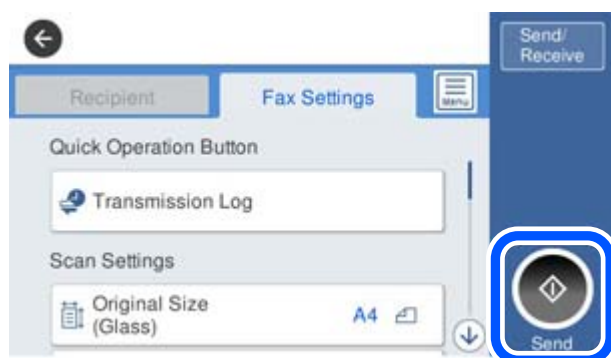 Send/
Receive
Recipient
Fax Settings
Menu
Quick Operation Button
Transmission Log
Scan Settings
Original Size
(Glass)
A4
Send